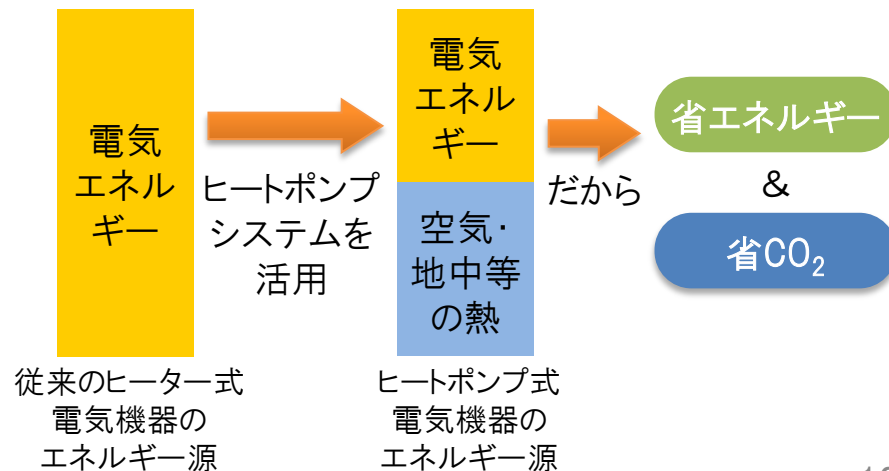 電気
エネル
ギー
従来のヒーター式
電気機器の
エネルギー源
ヒートポンプ
システムを
活用
電気
エネル
ギー
空気・
地中等
の熱
ヒートポンプ式
電気機器の
エネルギー源
だから
省エネルギー
&
省CO₂